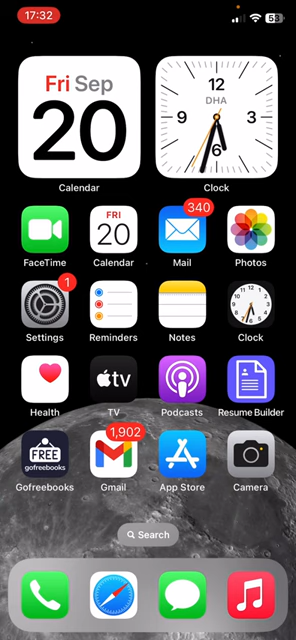 17:32
53
Fri Sep
20
12
DHA
9 3
6
Calendar Clock
340
FRI
20
FaceTime Calendar Mail Photos
1
Settings Reminders Notes Clock
tv
Health TV Podcasts Resume Builder
FREE
gofreebooks
1,902
Gofreebooks Gmail App Store Camera
Search